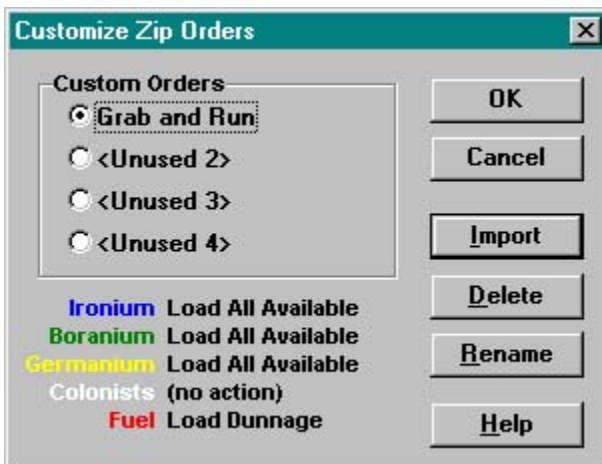 Customize Zip Orders
Custom Orders
Grab and Run
<Unused 2>
<Unused 3>
<Unused 4>
OK
Cancel
Import
Delete
Rename
Help
Ironium Load All Available
Boranium Load All Available
Germanium Load All Available
Colonists (no action)
Fuel Load Dunnage